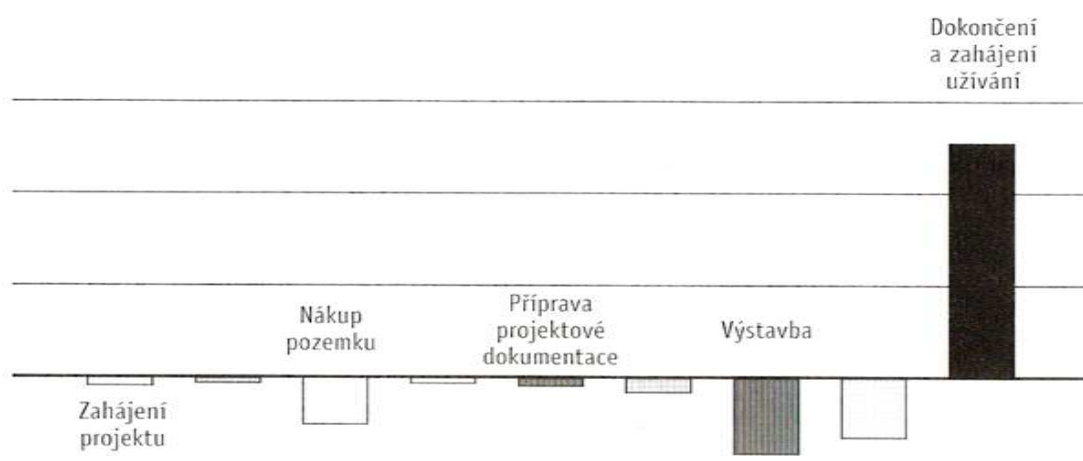 Dokončení
a zahájení
užívání
Nákup
pozemku
Příprava
projektové
dokumentace
Výstavba
Zahájení
projektu